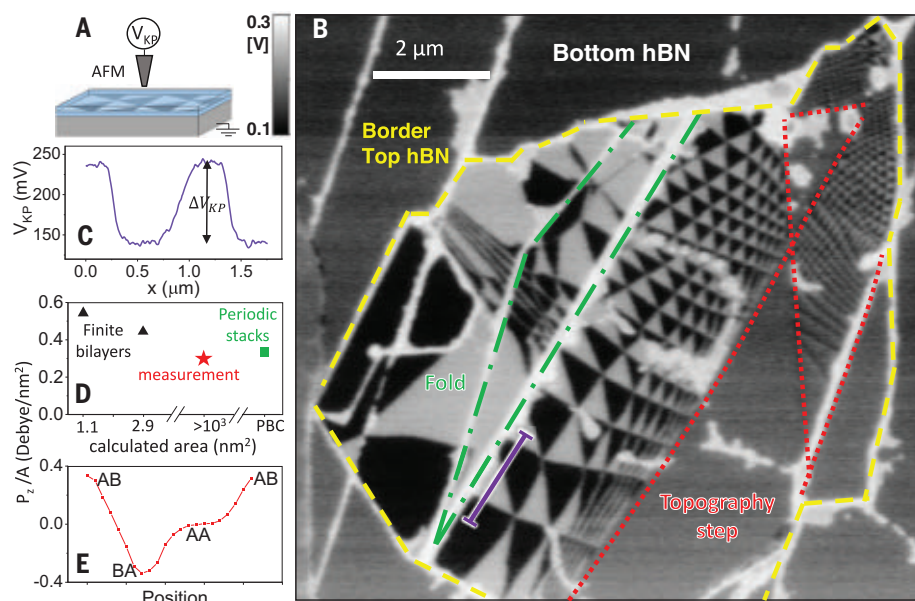 A
V_KP
AFM
0.3
[V]
0.1
V_KP (mV)
250
200
150
C
ΔV_KP
0.0 0.5 1.0 1.5
x (μm)
P_z/A (Debye/nm²)
0.6
0.4
0.2
0.0
Finite
bilayers
Periodic
stacks
measurement
D
1.1 2.9 >10³ PBC
calculated area (nm²)
0.4
0.0
-0.4
AB
BA
AA
AB
E
Position
B
2 μm
Bottom hBN
Border
Top hBN
Fold
Topography
step